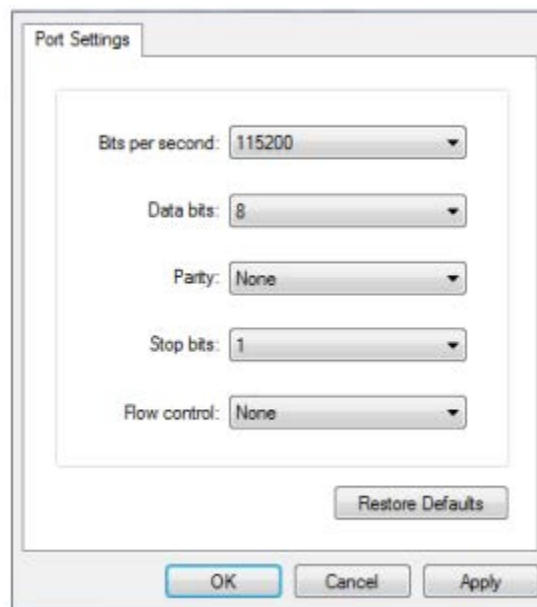 Port Settings
Bits per second: 115200
Data bits: 8
Parity: None
Stop bits: 1
Flow control: None
Restore Defaults
OK Cancel Apply